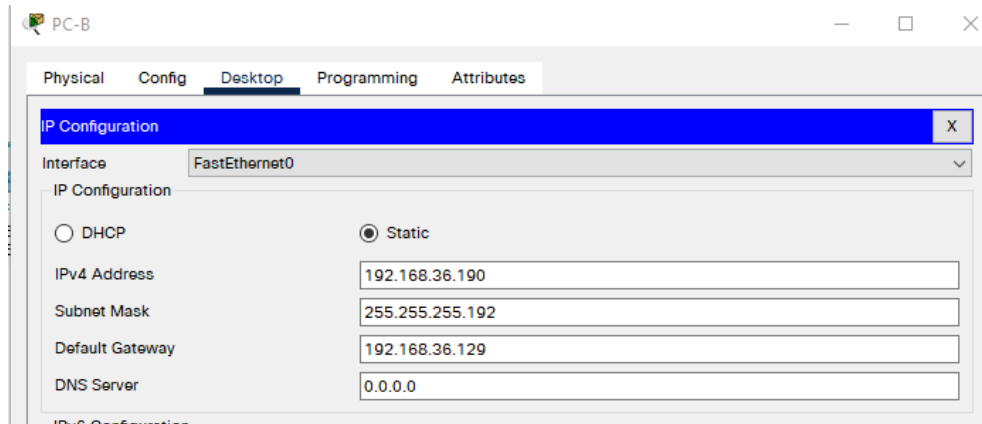 PC-B
Physical Config Desktop Programming Attributes
IP Configuration X
Interface FastEthernet0
IP Configuration
DHCP Static
IPv4 Address 192.168.36.190
Subnet Mask 255.255.255.192
Default Gateway 192.168.36.129
DNS Server 0.0.0.0
IPv6 Configuration